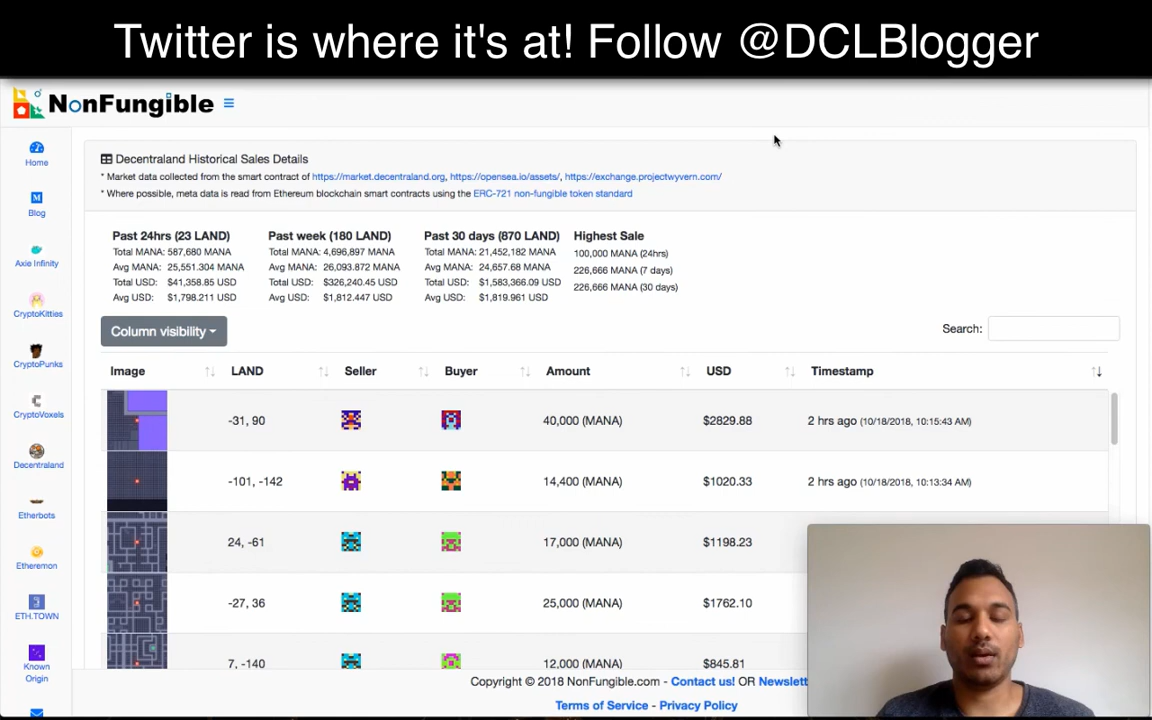 Twitter is where it's at! Follow @DCLBlogger
NonFungible
Home
Blog
Axie Infinity
CryptoKitties
CryptoPunks
CryptoVoxels
Decentraland
Etherbots
Etheremon
ETH.TOWN
Known
Origin
Decentraland Historical Sales Details
* Market data collected from the smart contract of https://market.decentraland.org, https://opensea.io/assets/, https://exchange.projectwyvern.com/
* Where possible, meta data is read from Ethereum blockchain smart contracts using the ERC-721 non-fungible token standard
Past 24hrs (23 LAND) Past week (180 LAND) Past 30 days (870 LAND) Highest Sale
Total MANA: 587,680 MANA Total MANA: 4,696,897 MANA Total MANA: 21,452,182 MANA 100,000 MANA (24hrs)
Avg MANA: 25,551.304 MANA Avg MANA: 26,093.872 MANA Avg MANA: 24,657.68 MANA 226,666 MANA (7 days)
Total USD: $41,358.85 USD Total USD: $326,240.45 USD Total USD: $1,583,366.09 USD 226,666 MANA (30 days)
Avg USD: $1,798.211 USD Avg USD: $1,812.447 USD Avg USD: $1,819.961 USD
Column visibility Search:
Image LAND Seller Buyer Amount USD Timestamp
-31, 90 40,000 (MANA) $2829.88 2 hrs ago (10/18/2018, 10:15:43 AM)
-101, -142 14,400 (MANA) $1020.33 2 hrs ago (10/18/2018, 10:13:34 AM)
24, -61 17,000 (MANA) $1198.23
-27, 36 25,000 (MANA) $1762.10
7, -140 12,000 (MANA) $845.81
Copyright © 2018 NonFungible.com - Contact us! OR Newslett
Terms of Service - Privacy Policy